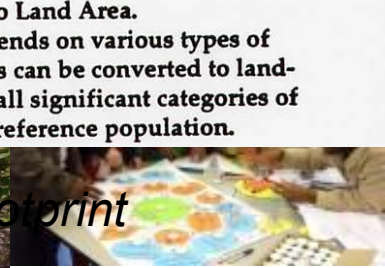 o Land Area.
ends on various types of
s can be converted to land-
all significant categories of
reference population.
otprint